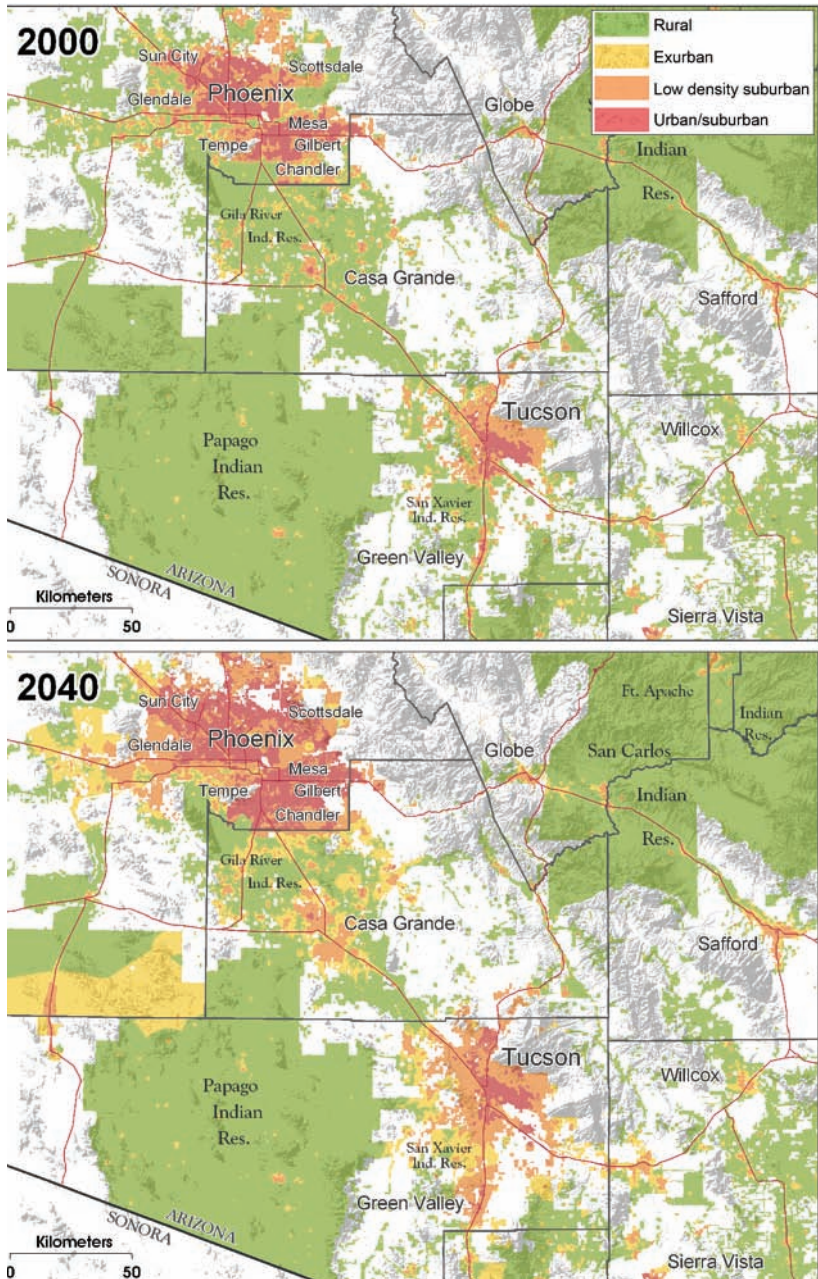 2000
Rural
Exurban
Low density suburban
Urban/suburban
Sun City
Scottsdale
Glendale
Phoenix
Globe
Mesa
Tempe
Gilbert
Chandler
Indian
Res.
Gila River
Ind. Res.
Casa Grande
Safford
Tucson
Willcox
Papago
Indian
Res.
San Xavier
Ind. Res.
Green Valley
ARIZONA
SONORA
Kilometers
0 50
Sierra Vista
2040
Sun City
Scottsdale
Ft. Apache
Indian
Res.
Glendale
Phoenix
Globe
San Carlos
Mesa
Tempe
Gilbert
Chandler
Indian
Res.
Gila River
Ind. Res.
Casa Grande
Safford
Tucson
Willcox
Papago
Indian
Res.
San Xavier
Ind. Res.
Green Valley
ARIZONA
SONORA
Kilometers
0 50
Sierra Vista